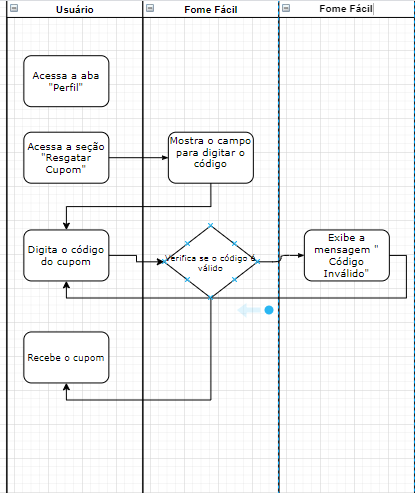 Usuário
Fome Fácil
Fome Fácil
Acessa a aba
"Perfil"
Acessa a seção
"Resgatar
Cupom"
Mostra o campo
para digitar o
código
Digita o código
do cupom
Verifica se o código é
válido
Exibe a
mensagem "
Código
Inválido"
Recebe o cupom